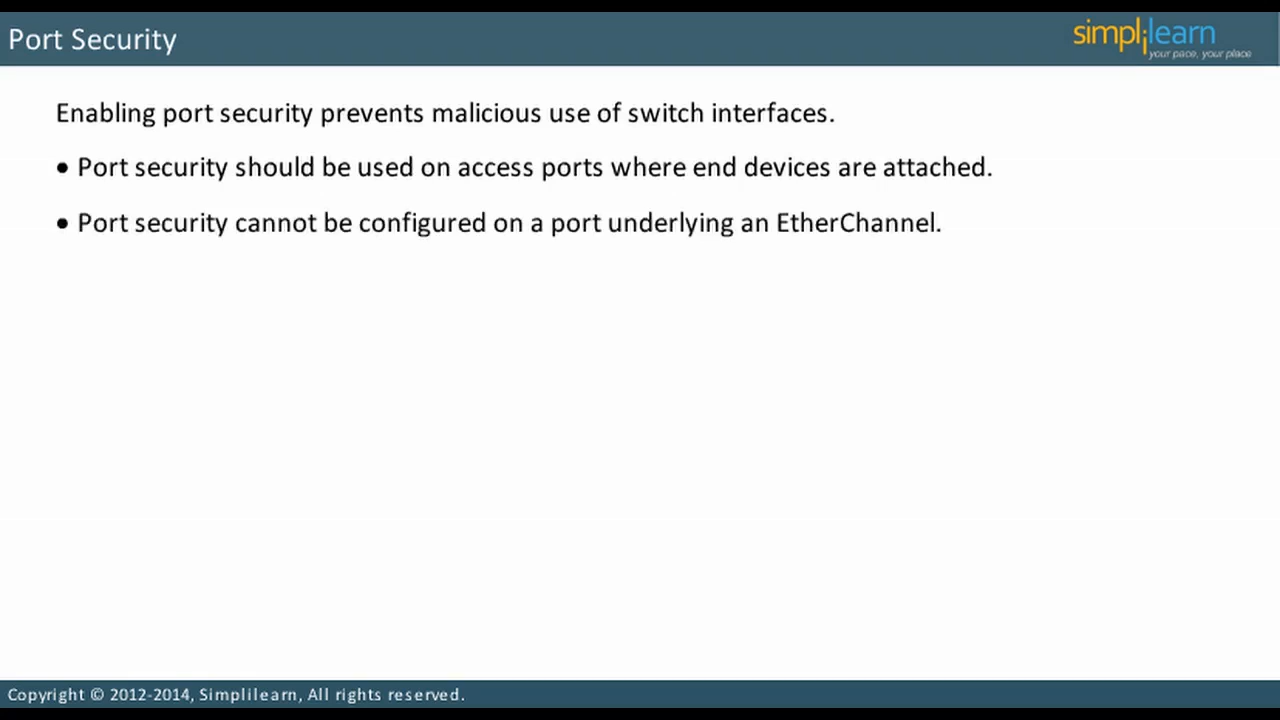 Port Security
simplilearn
your pace, your place
Enabling port security prevents malicious use of switch interfaces.
• Port security should be used on access ports where end devices are attached.
• Port security cannot be configured on a port underlying an EtherChannel.
Copyright © 2012-2014, Simplilearn, All rights reserved.